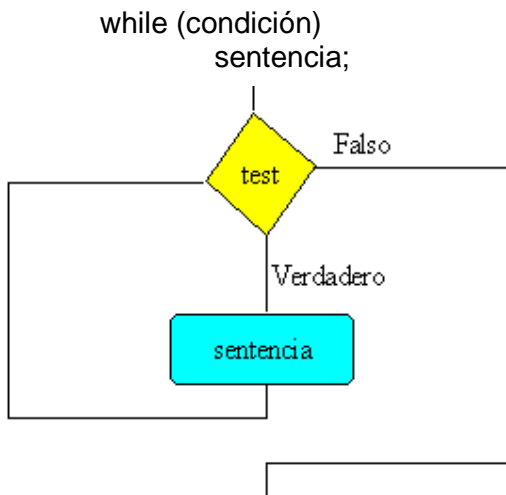 while (condición)
sentencia;
Falso
test
Verdadero
sentencia